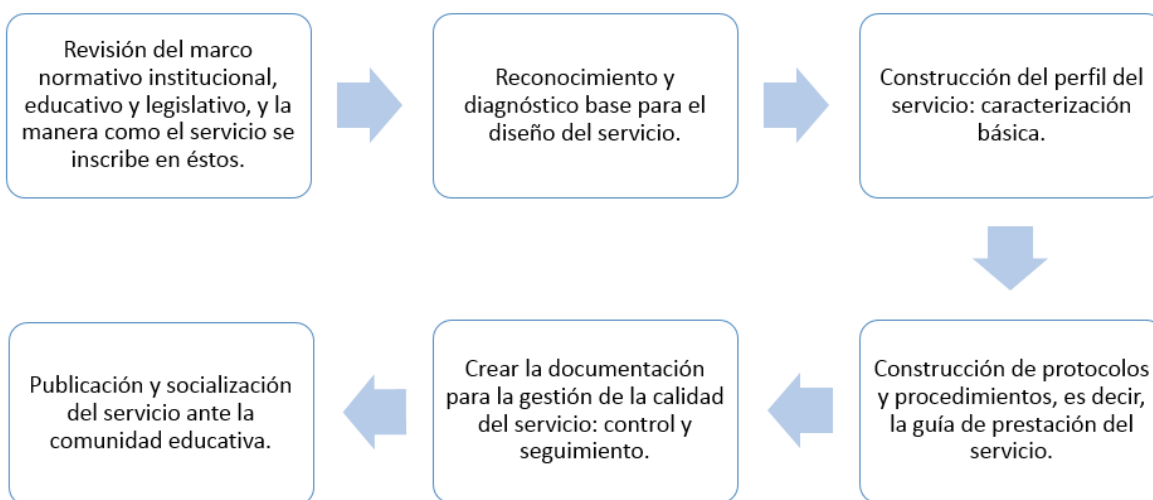 Revisión del marco
normativo institucional,
educativo y legislativo, y la
manera como el servicio se
inscribe en éstos.
Reconocimiento y
diagnóstico base para el
diseño del servicio.
Construcción del perfil del
servicio: caracterización
básica.
Construcción de protocolos
y procedimientos, es decir,
la guía de prestación del
servicio.
Crear la documentación
para la gestión de la calidad
del servicio: control y
seguimiento.
Publicación y socialización
del servicio ante la
comunidad educativa.